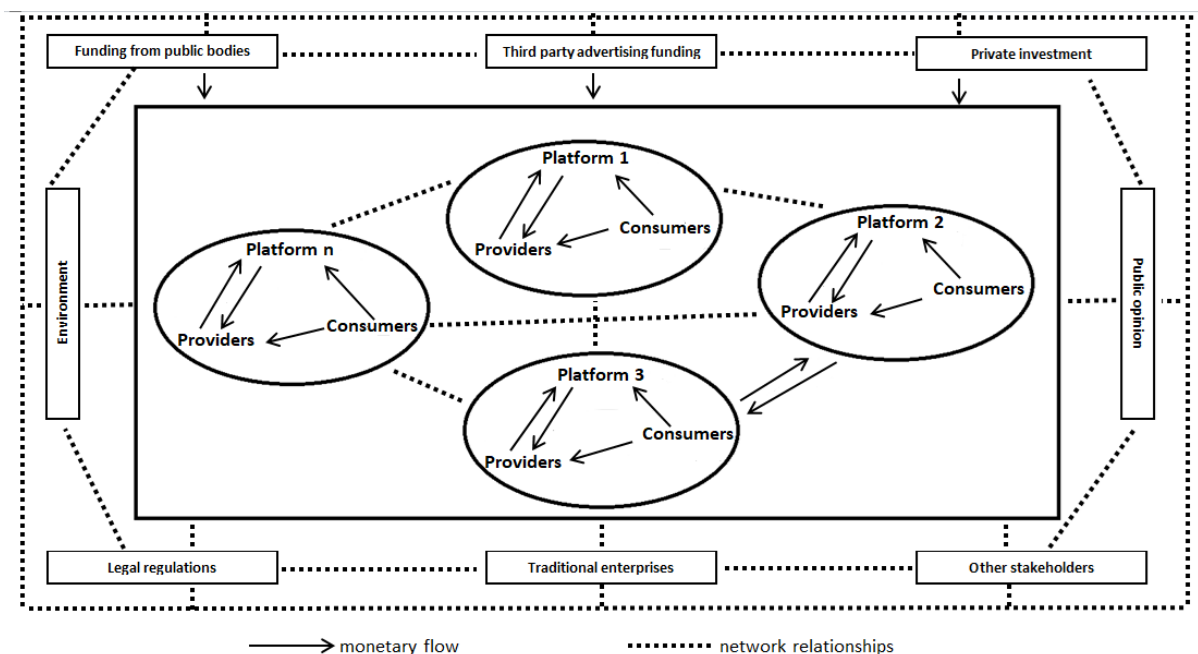 Funding from public bodies
Third party advertising funding
Private investment
Environment
Public opinion
Platform 1
Providers
Consumers
Platform 2
Providers
Consumers
Platform n
Providers
Consumers
Platform 3
Providers
Consumers
Legal regulations
Traditional enterprises
Other stakeholders
monetary flow
network relationships